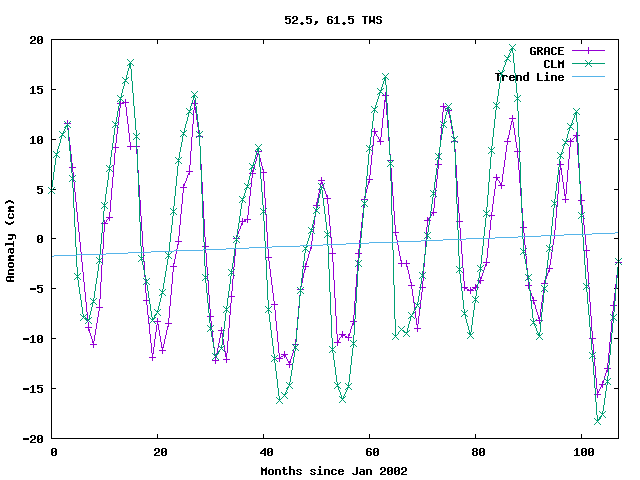 52.5, 61.5 TWS
GRACE
CLM
Trend Line
20
15
10
5
0
-5
-10
-15
-20
Anomaly (cm)
0 20 40 60 80 100
Months since Jan 2002